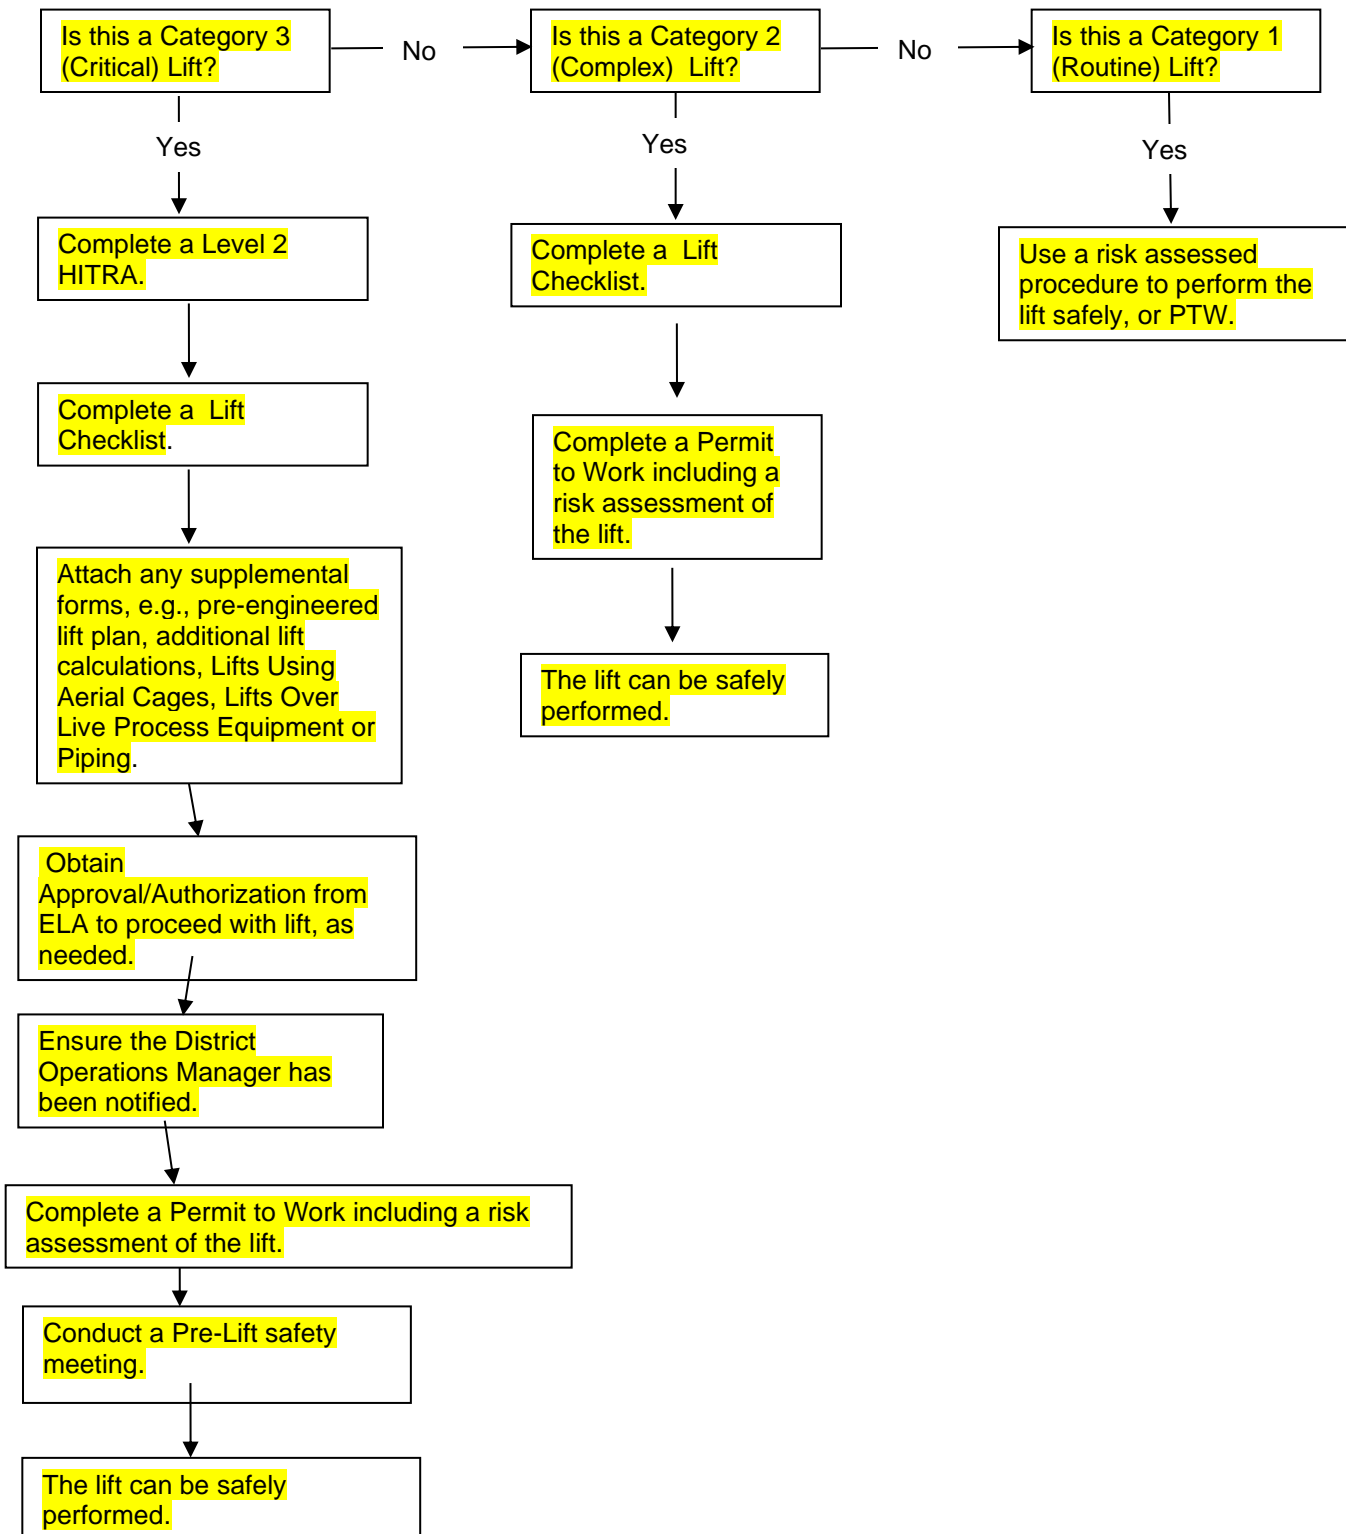 Is this a Category 3
(Critical) Lift?
No
Is this a Category 2
(Complex) Lift?
No
Is this a Category 1
(Routine) Lift?
Yes
Yes
Yes
Complete a Level 2
HITRA.
Complete a Lift
Checklist.
Use a risk assessed
procedure to perform the
lift safely, or PTW.
Complete a Lift
Checklist.
Complete a Permit
to Work including a
risk assessment of
the lift.
Attach any supplemental
forms, e.g., pre-engineered
lift plan, additional lift
calculations, Lifts Using
Aerial Cages, Lifts Over
Live Process Equipment or
Piping.
The lift can be safely
performed.
Obtain
Approval/Authorization from
ELA to proceed with lift, as
needed.
Ensure the District
Operations Manager has
been notified.
Complete a Permit to Work including a risk
assessment of the lift.
Conduct a Pre-Lift safety
meeting.
The lift can be safely
performed.